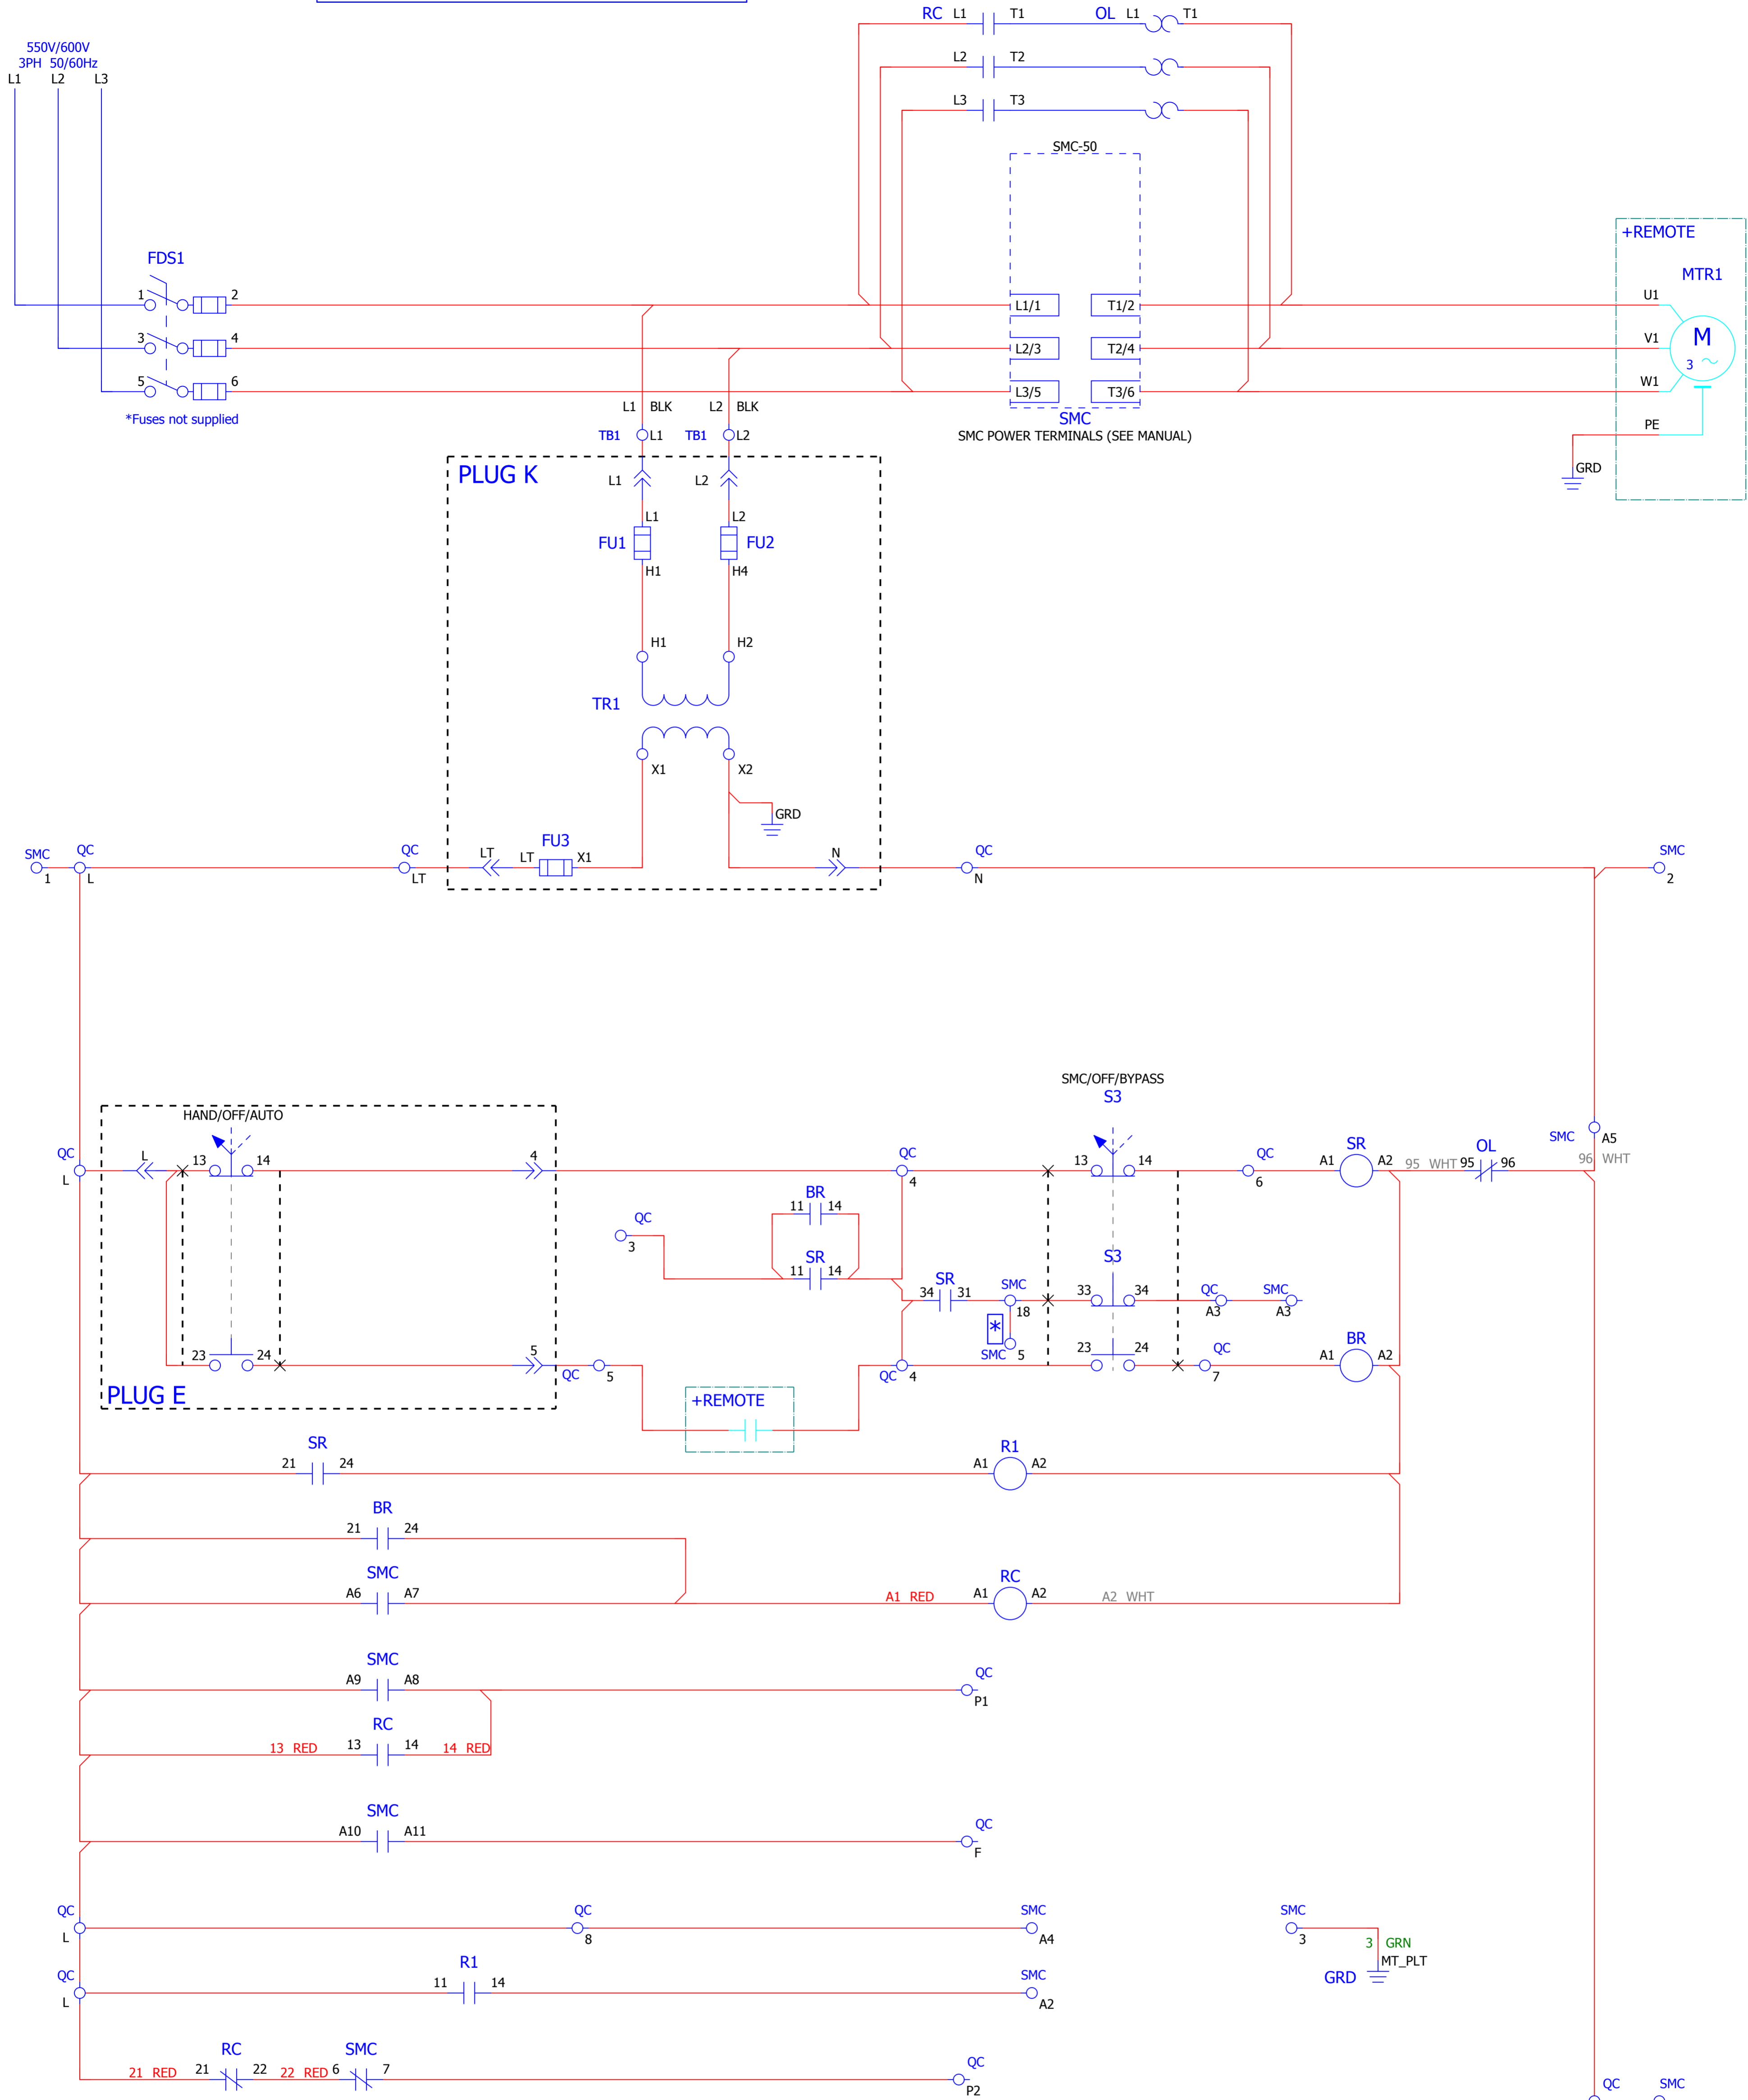 RC L1 T1 OL L1 T1
550V/600V
3PH 50/60Hz
L1 L2 L3
L2 T2
L3 T3
SMC-50
+REMOTE
FDS1
MTR1
1 2 L1/1 T1/2 U1
3 4 L2/3 T2/4 V1 M
3
5 6 L3/5 T3/6 W1
*Fuses not supplied
L1 BLK L2 BLK
SMC
PE
TB1 L1 TB1 L2
SMC POWER TERMINALS (SEE MANUAL)
GRD
PLUG K
L1 L2
L1 L2
FU1 FU2
H1 H4
H1 H2
TR1
X1 X2
GRD
SMC QC QC FU3 QC SMC
LT LT X1 N
1 L LT N 2
SMC/OFF/BYPASS
HAND/OFF/AUTO
S3
SMC A5
QC L 13 14 4 QC 13 14 QC SR OL
A1 A2 95 WHT 95 96 96 WHT
L 4 6
BR
11 14
QC
3
SR S3
11 14
SR SMC
34 31 33 34 QC SMC
18 A3 A3
*
SMC 5
23 24 5 23 24 QC BR
A1 A2
QC 5 QC 4 7
PLUG E
+REMOTE
SR R1
21 24 A1 A2
BR
21 24
SMC RC
A6 A7 A1 RED A1 A2 A2 WHT
SMC QC
A9 A8
P1
RC
13 RED 13 14 14 RED
SMC QC
A10 A11
F
QC QC SMC SMC
L 8 A4 3
3 GRN
MT_PLT
GRD
QC R1 SMC
11 14
L A2
RC SMC
21 RED 21 22 22 RED 6 7 QC
P2
QC SMC